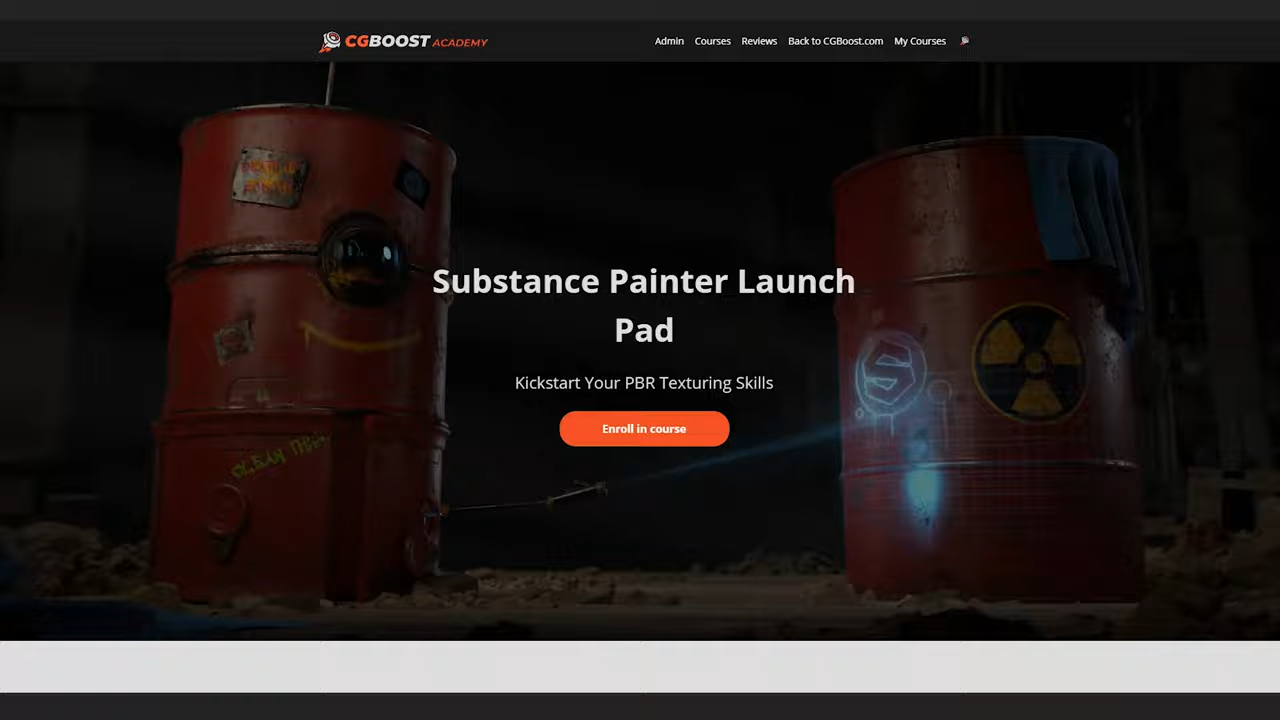 CGBOOST ACADEMY
Admin Courses Reviews Back to CGBoost.com My Courses
Substance Painter Launch
Pad
Kickstart Your PBR Texturing Skills
Enroll in course